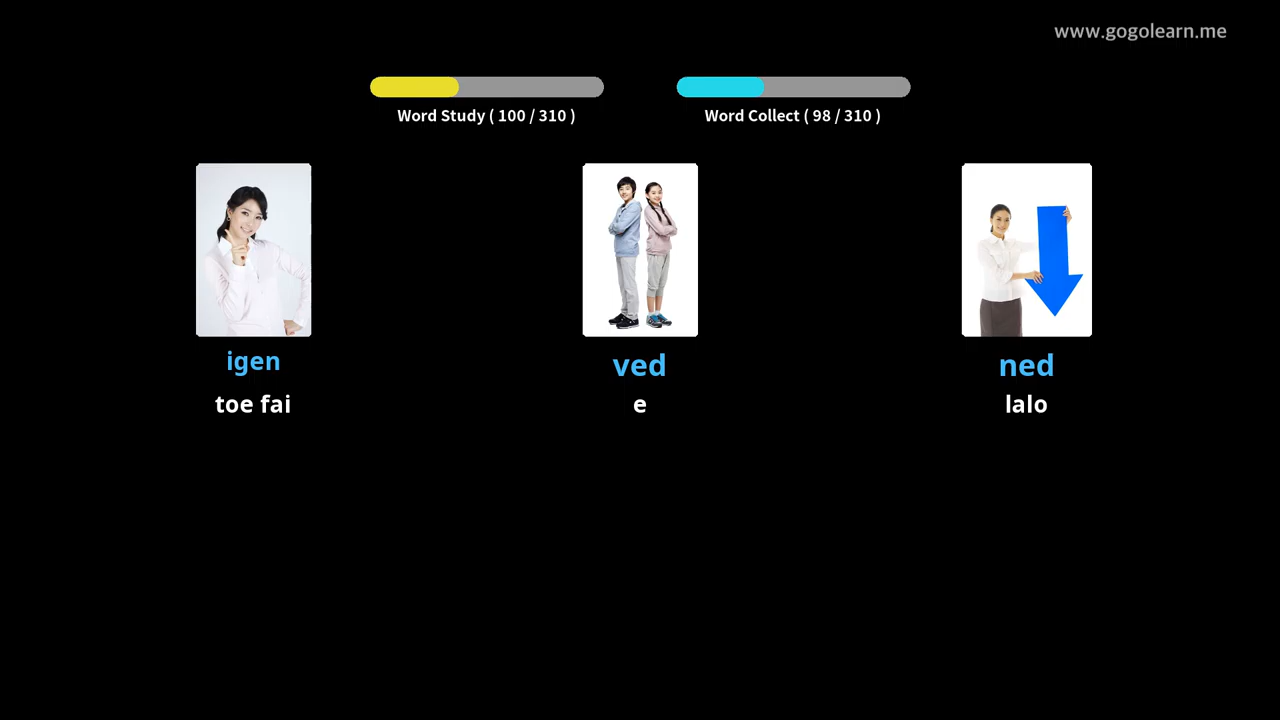 www.gogolearn.me
Word Study ( 100 / 310 )
Word Collect ( 98 / 310 )
igen
ved
ned
toe fai
e
lalo